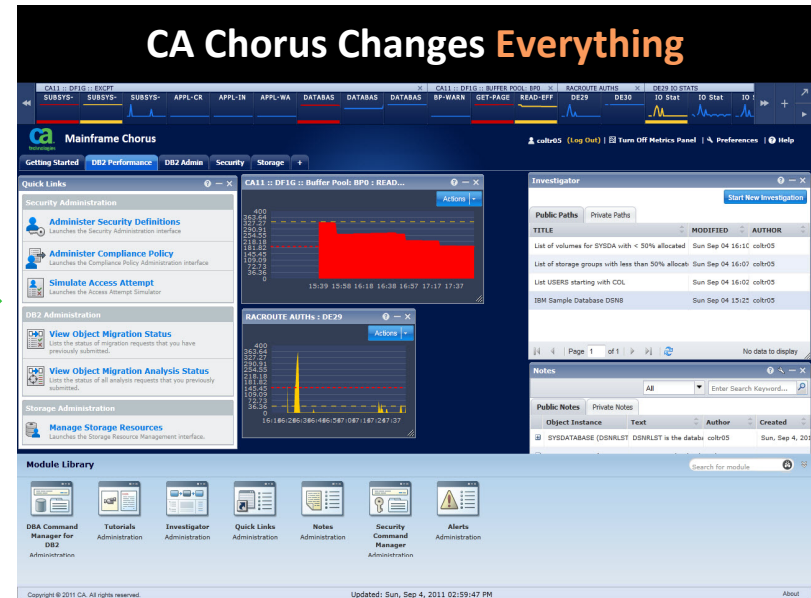 CA Chorus Changes Everything
CA11 :: DF1G :: EXCPT × CA11 :: DF1G :: BUFFER POOL: BP0 × RACROUTE AUTHS × DE29 IO STATS
SUBSYS- SUBSYS- SUBSYS- APPL-CR APPL-IN APPL-WA DATABAS DATABAS DATABAS BP-WARN GET-PAGE READ-EFF DE29 DE30 IO Stat IO Stat IO
ca technologies Mainframe Chorus
coltr05 (Log Out) | Turn Off Metrics Panel | Preferences | Help
Getting Started DB2 Performance DB2 Admin Security Storage +
Quick Links
Security Administration
Administer Security Definitions
Launches the Security Administration interface
Administer Compliance Policy
Launches the Compliance Policy Administration interface
Simulate Access Attempt
Launches the Access Attempt Simulator
DB2 Administration
View Object Migration Status
Lists the status of migration requests that you have
previously submitted.
View Object Migration Analysis Status
Lists the status of all analysis requests that you previously
submitted.
Storage Administration
Manage Storage Resources
Launches the Storage Resource Management interface.
CA11 :: DF1G :: Buffer Pool: BP0 : READ...
Actions
400
363.64
327.27
290.91
254.55
218.18
181.82
145.45
109.09
72.73
36.36
0
15:39 15:58 16:18 16:38 16:57 17:17 17:37
RACROUTE AUTHs : DE29
Actions
400
363.64
327.27
290.91
254.55
218.18
181.82
145.45
109.09
72.73
36.36
0
Investigator
Start New Investigation
Public Paths Private Paths
TITLE MODIFIED AUTHOR
List of volumes for SYSDA with < 50% allocated Sun Sep 04 16:10 coltr05
List of storage groups with less than 50% allocati Sun Sep 04 16:07 coltr05
List USERS starting with COL Sun Sep 04 16:02 coltr05
IBM Sample Database DSN8 Sun Sep 04 15:25 coltr05
Page 1 of 1 No data to display
Notes
All Enter Search Keyword...
Public Notes Private Notes
Object Instance Text Author Created
SYSDATABASE (DSNRLST DSNRLST is the databa coltr05 Sun, Sep 4, 201
Module Library
Search for module
DBA Command
Manager for
DB2
Administration
Tutorials
Administration
Investigator
Administration
Quick Links
Administration
Notes
Administration
Security
Command
Manager
Administration
Alerts
Administration
Copyright © 2011 CA. All rights reserved. Updated: Sun, Sep 4, 2011 02:59:47 PM About